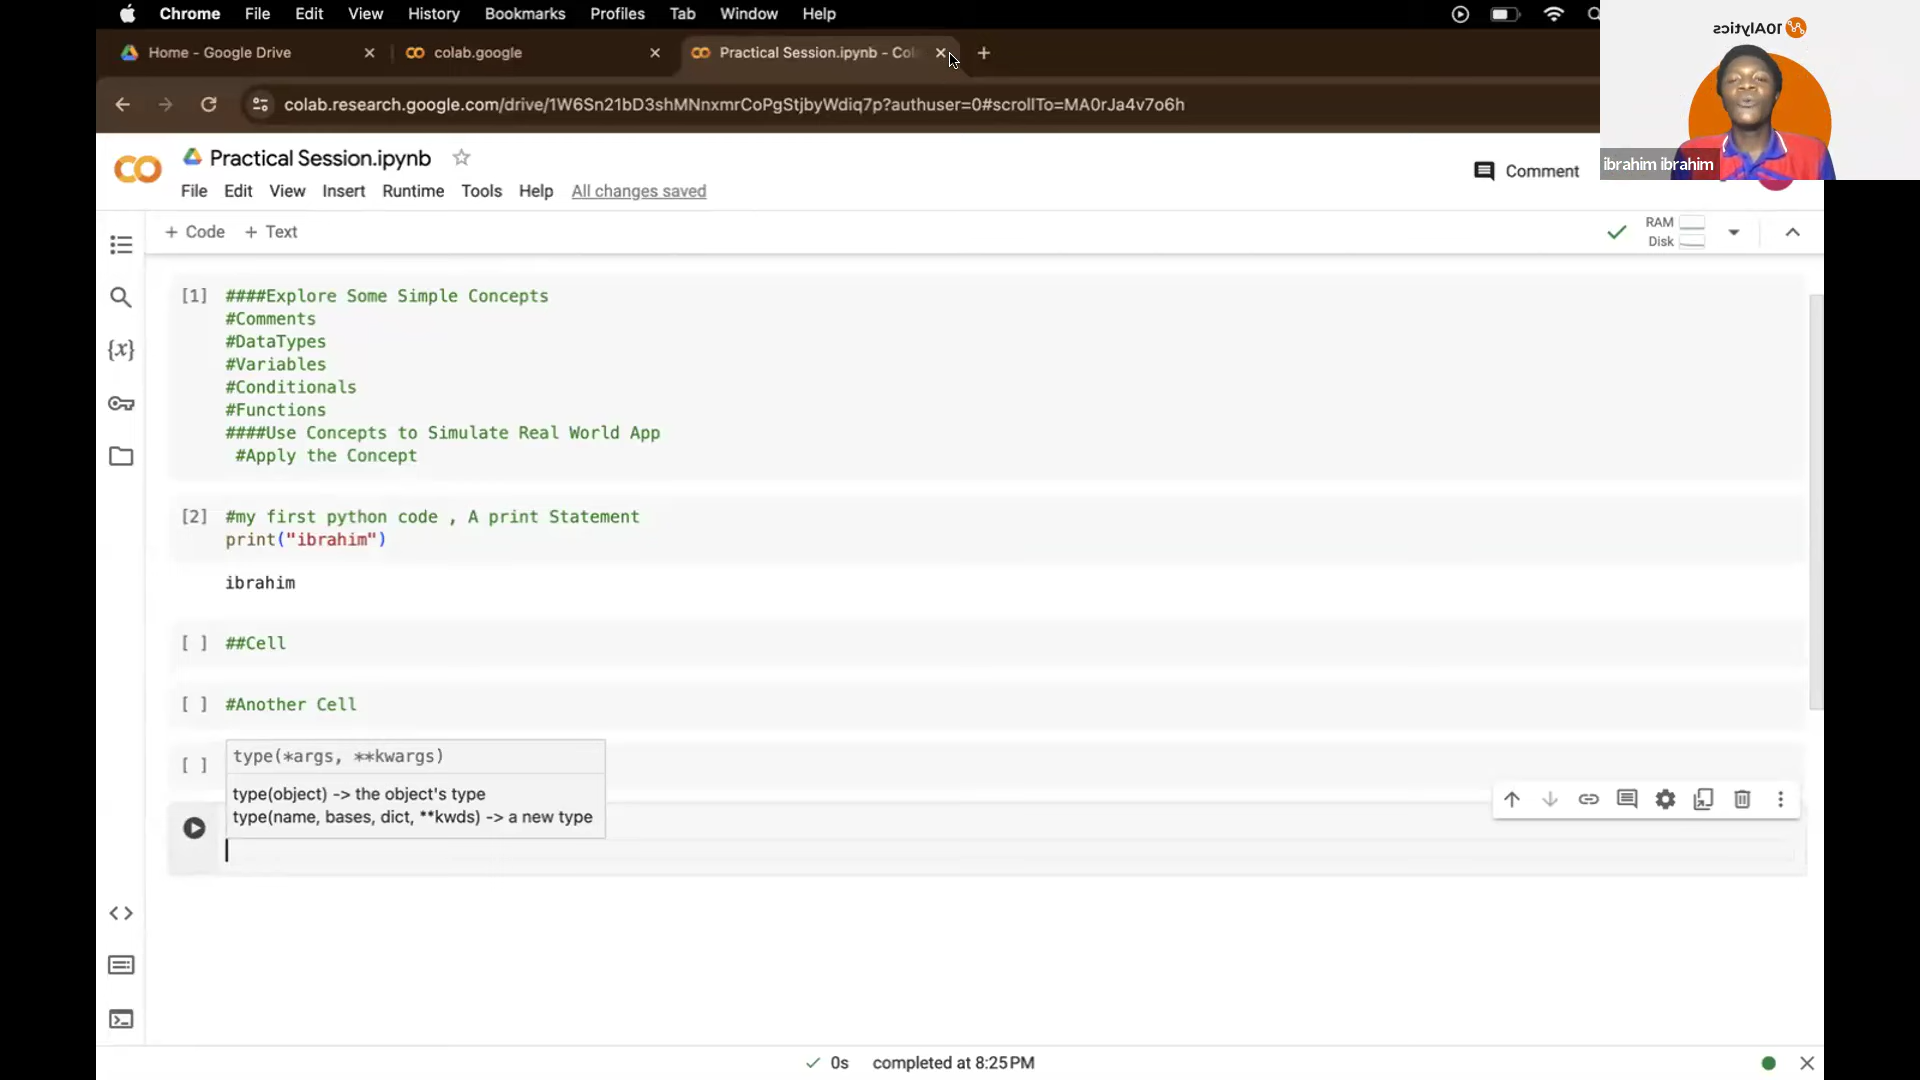 Chrome File Edit View History Bookmarks Profiles Tab Window Help
10Alytics
Home - Google Drive
colab.google
Practical Session.ipynb - Col
colab.research.google.com/drive/1W6Sn21bD3shMNnxmrCoPgStjbyWdiq7p?authuser=0#scrollTo=MA0rJa4v7o6h
ibrahim ibrahim
CO
Practical Session.ipynb
Comment
File Edit View Insert Runtime Tools Help All changes saved
+ Code + Text
RAM
Disk
[1] ####Explore Some Simple Concepts
#Comments
#DataTypes
#Variables
#Conditionals
#Functions
####Use Concepts to Simulate Real World App
#Apply the Concept
{x}
[2] #my first python code , A print Statement
print("ibrahim")
ibrahim
[ ] ##Cell
[ ] #Another Cell
[ ]
type(*args, **kwargs)
type(object) -> the object's type
type(name, bases, dict, **kwds) -> a new type
0s completed at 8:25 PM